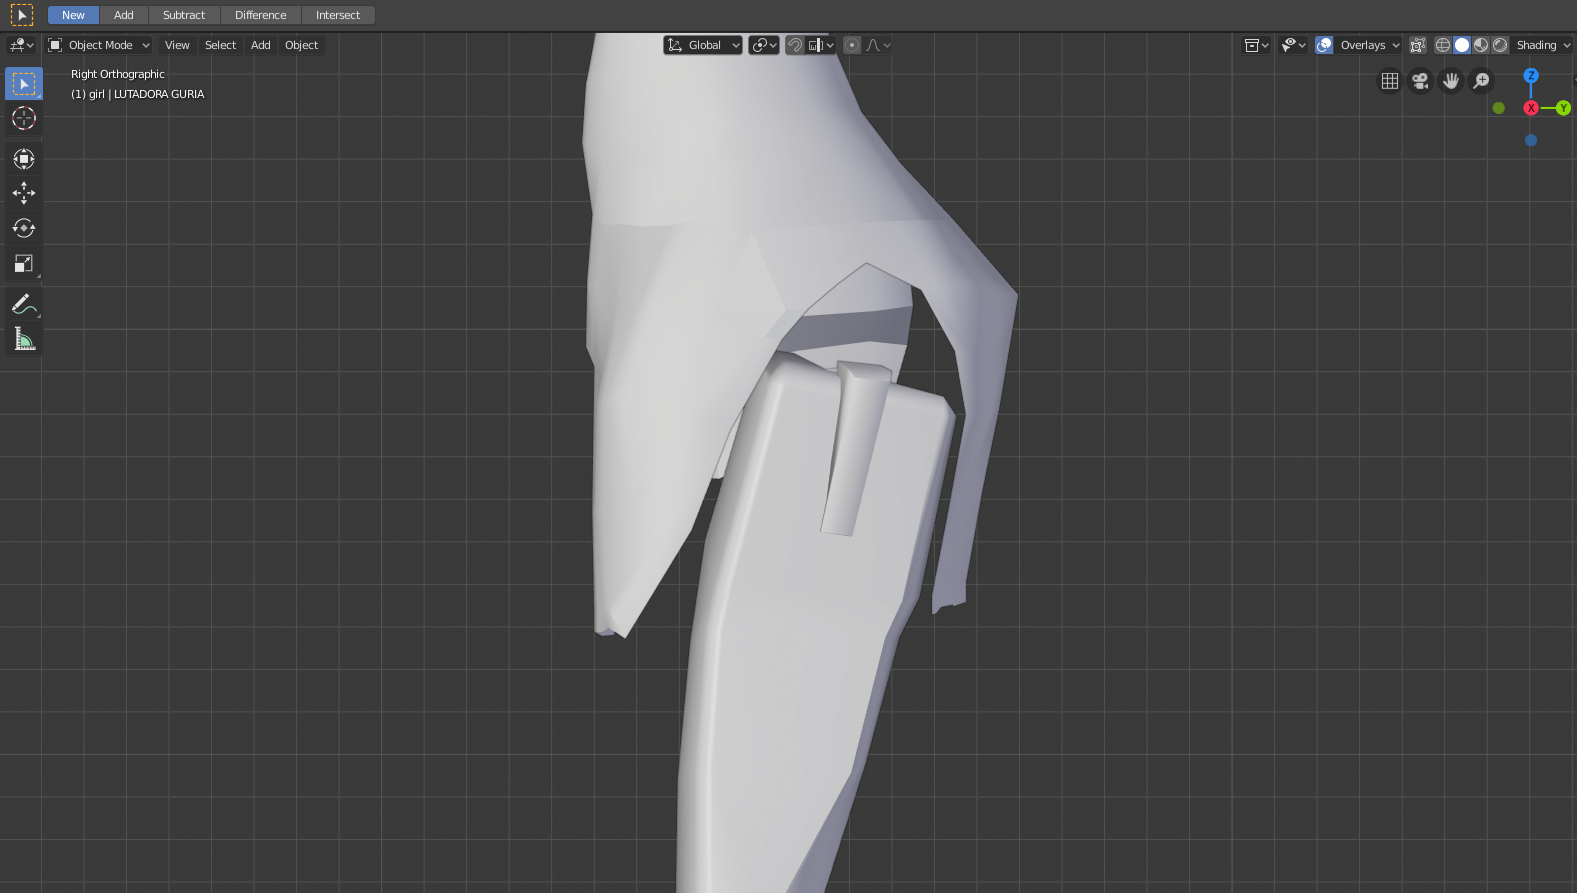 New Add Subtract Difference Intersect
Object Mode View Select Add Object Global Overlays Shading
Right Orthographic
(1) girl | LUTADORA GURIA
Z
X Y